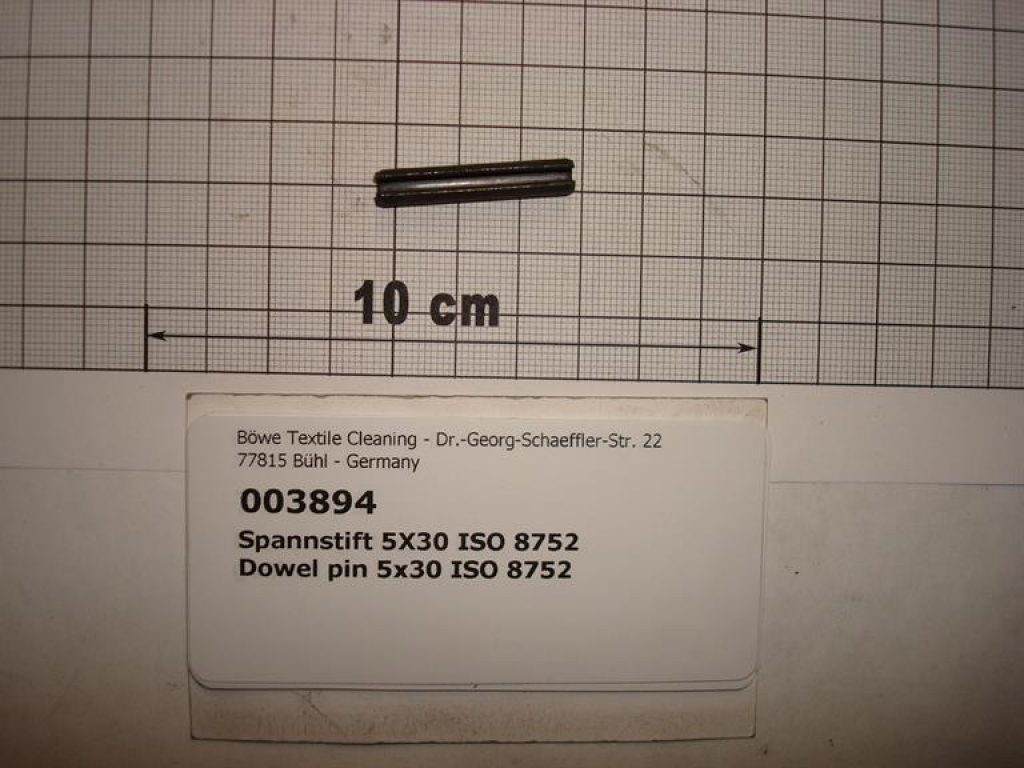 10 cm
Böwe Textile Cleaning - Dr.-Georg-Schaeffler-Str. 22
77815 Bühl - Germany
003894
Spannstift 5X30 ISO 8752
Dowel pin 5x30 ISO 8752